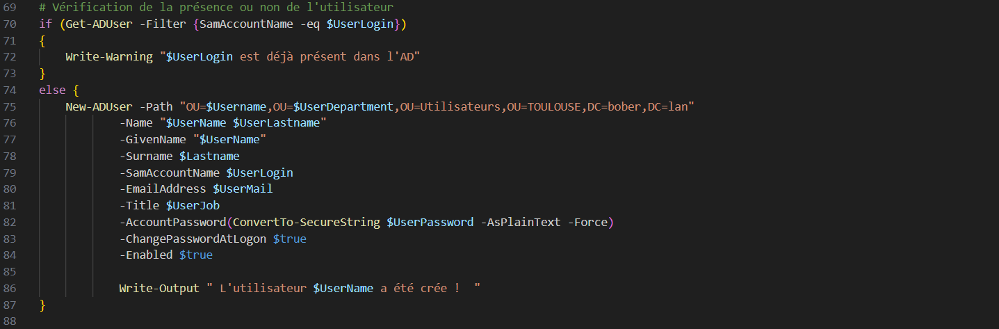 69 # Vérification de la présence ou non de l'utilisateur
70 if (Get-ADUser -Filter {SamAccountName -eq $UserLogin})
71 {
72 Write-Warning "$UserLogin est déjà présent dans l'AD"
73 }
74 else {
75 New-ADUser -Path "OU=$Username,OU=$UserDepartment,OU=Utilisateurs,OU=TOULOUSE,DC=bober,DC=lan"
76 -Name "$UserName $UserLastname"
77 -GivenName "$UserName"
78 -Surname $Lastname
79 -SamAccountName $UserLogin
80 -EmailAddress $UserMail
81 -Title $UserJob
82 -AccountPassword(ConvertTo-SecureString $UserPassword -AsPlainText -Force)
83 -ChangePasswordAtLogon $true
84 -Enabled $true
85
86 Write-Output " L'utilisateur $UserName a été crée !  "
87 }
88